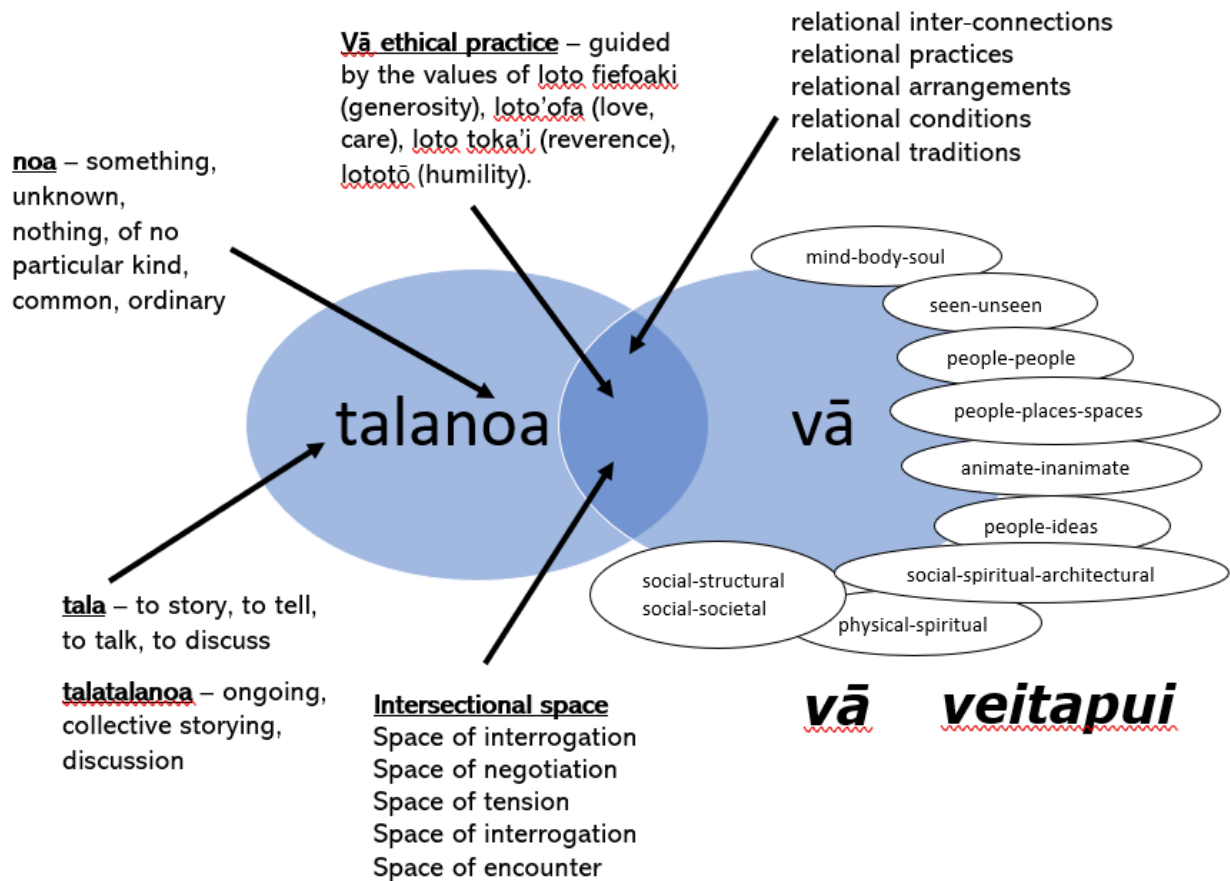 Vā ethical practice – guided
by the values of loto fiefoaki
(generosity), loto'ofa (love,
care), loto toka'i (reverence),
lototō (humility).
relational inter-connections
relational practices
relational arrangements
relational conditions
relational traditions
noa – something,
unknown,
nothing, of no
particular kind,
common, ordinary
talanoa
vā
mind-body-soul
seen-unseen
people-people
people-places-spaces
animate-inanimate
people-ideas
social-spiritual-architectural
physical-spiritual
social-structural
social-societal
vā veitapui
tala – to story, to tell,
to talk, to discuss
talatalanoa – ongoing,
collective storying,
discussion
Intersectional space
Space of interrogation
Space of negotiation
Space of tension
Space of interrogation
Space of encounter